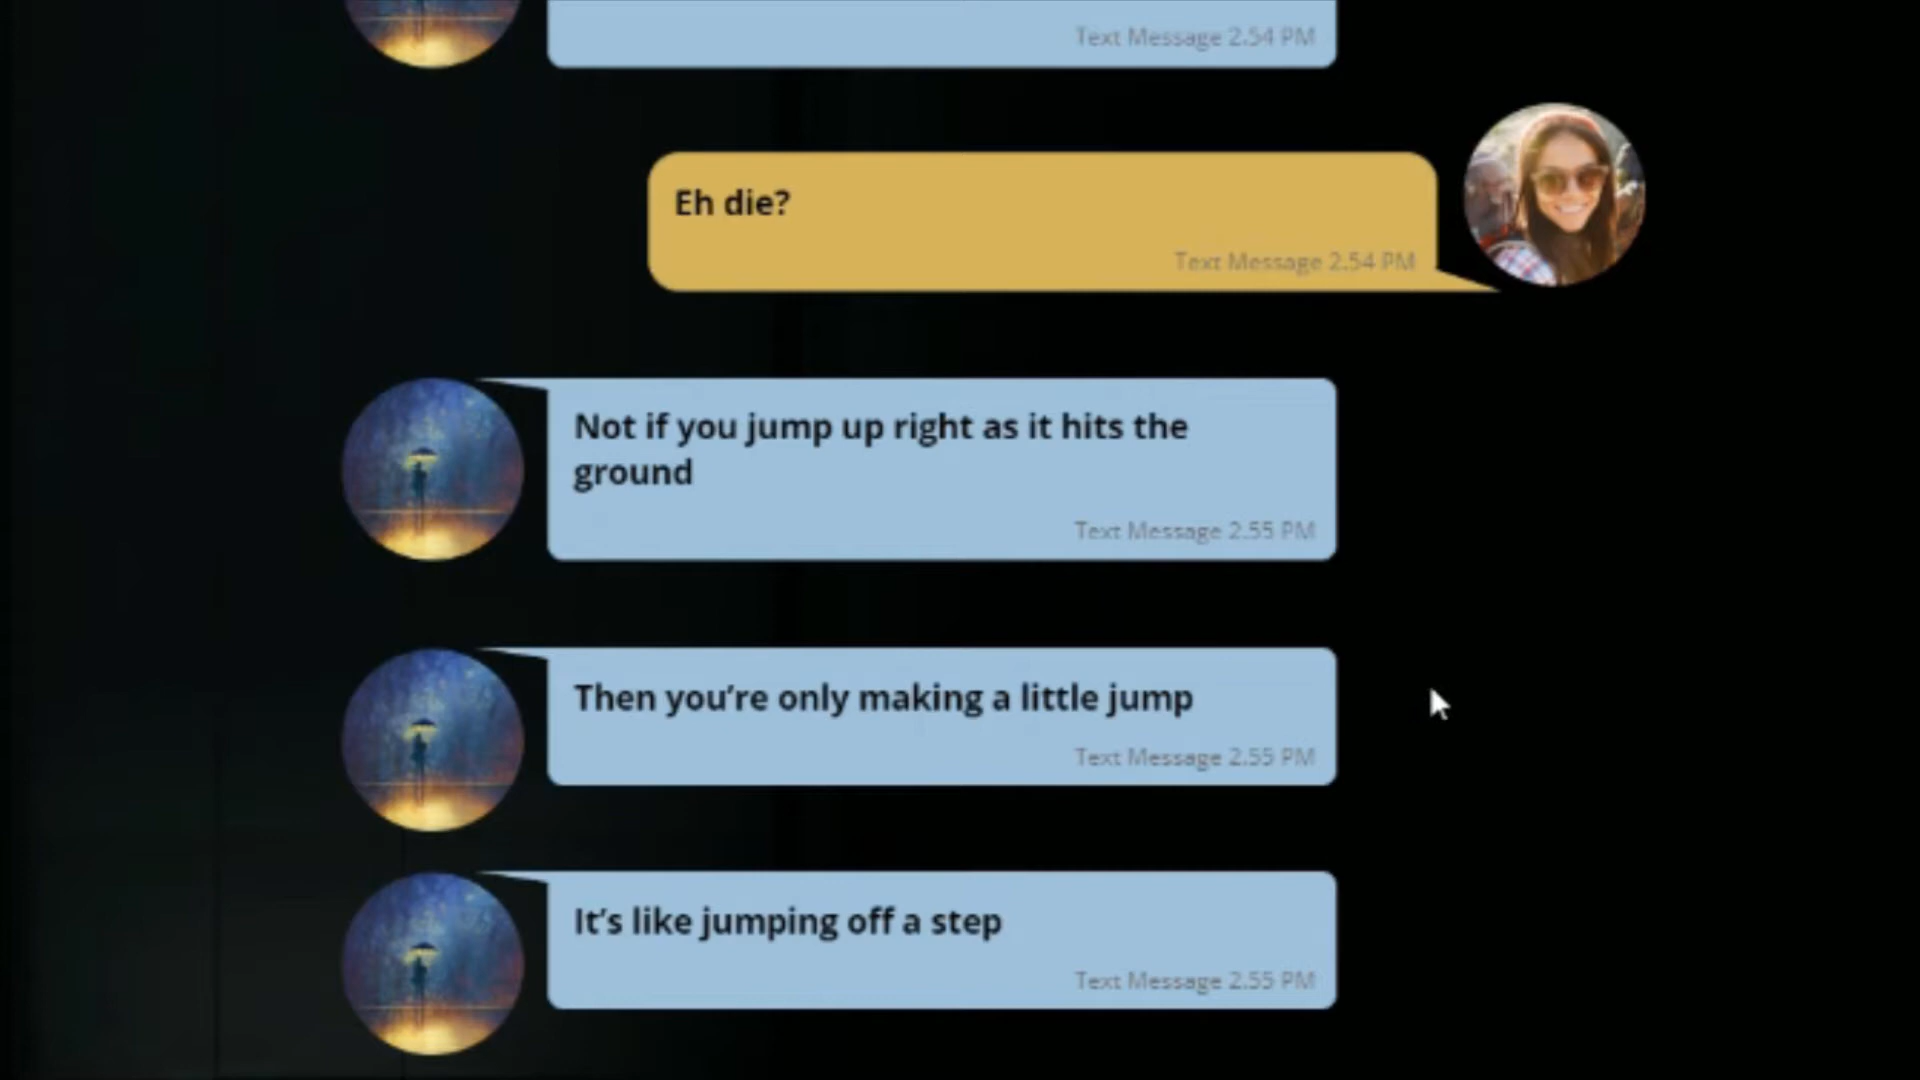 Text Message 2.54 PM
Eh die?
Text Message 2.54 PM
Not if you jump up right as it hits the
ground
Text Message 2.55 PM
Then you’re only making a little jump
Text Message 2.55 PM
It’s like jumping off a step
Text Message 2.55 PM